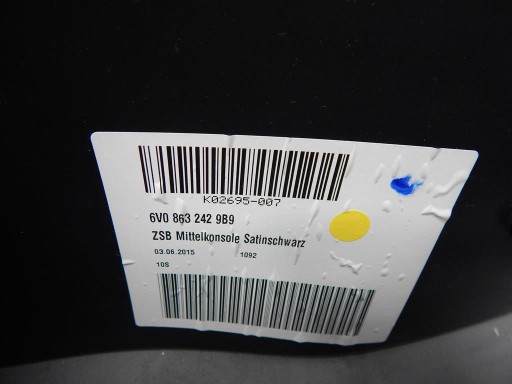 K02695-007
6V0 863 242 9B9
ZSB Mittelkonsole Satinschwarz
03.06.2015 1092
10S